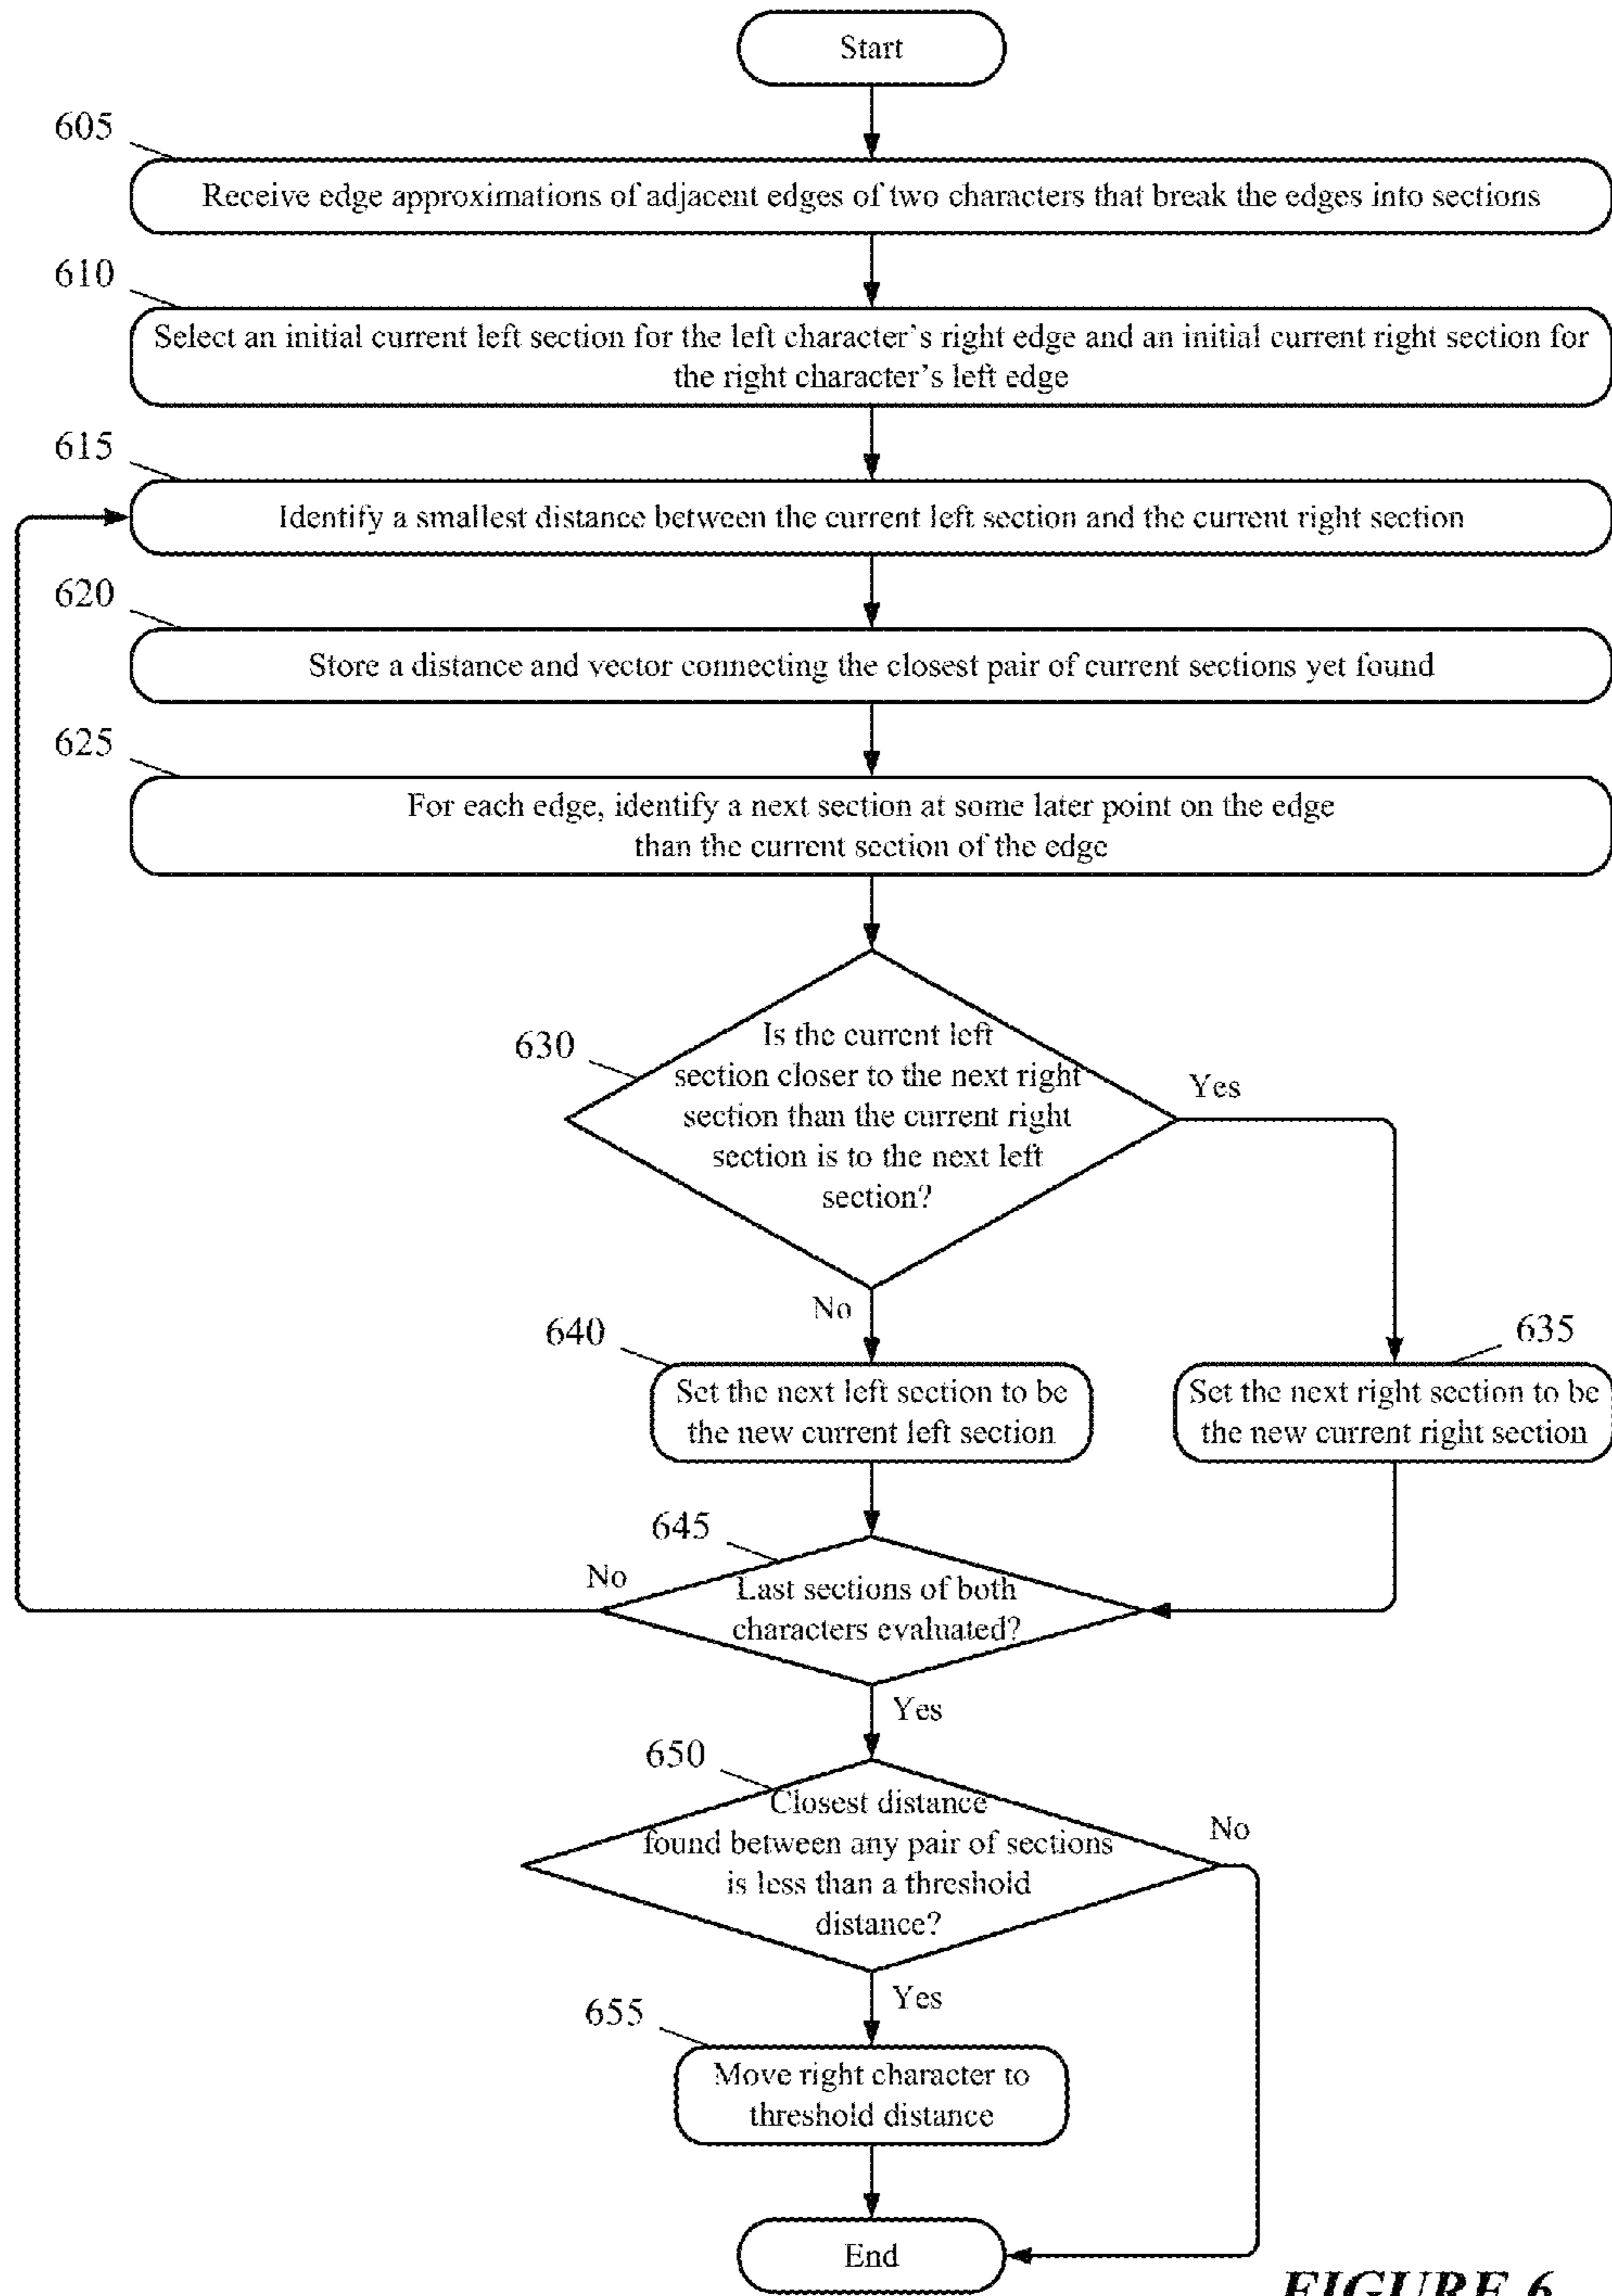 Start
605
Receive edge approximations of adjacent edges of two characters that break the edges into sections
610
Select an initial current left section for the left character's right edge and an initial current right section for
the right character's left edge
615
Identify a smallest distance between the current left section and the current right section
620
Store a distance and vector connecting the closest pair of current sections yet found
625
For each edge, identify a next section at some later point on the edge
than the current section of the edge
630
Is the current left
section closer to the next right
section than the current right
section is to the next left
section?
Yes
No
640
Set the next left section to be
the new current left section
635
Set the next right section to be
the new current right section
645
No
Last sections of both
characters evaluated?
Yes
650
Closest distance
found between any pair of sections
is less than a threshold
distance?
No
Yes
655
Move right character to
threshold distance
End
FIGURE 6